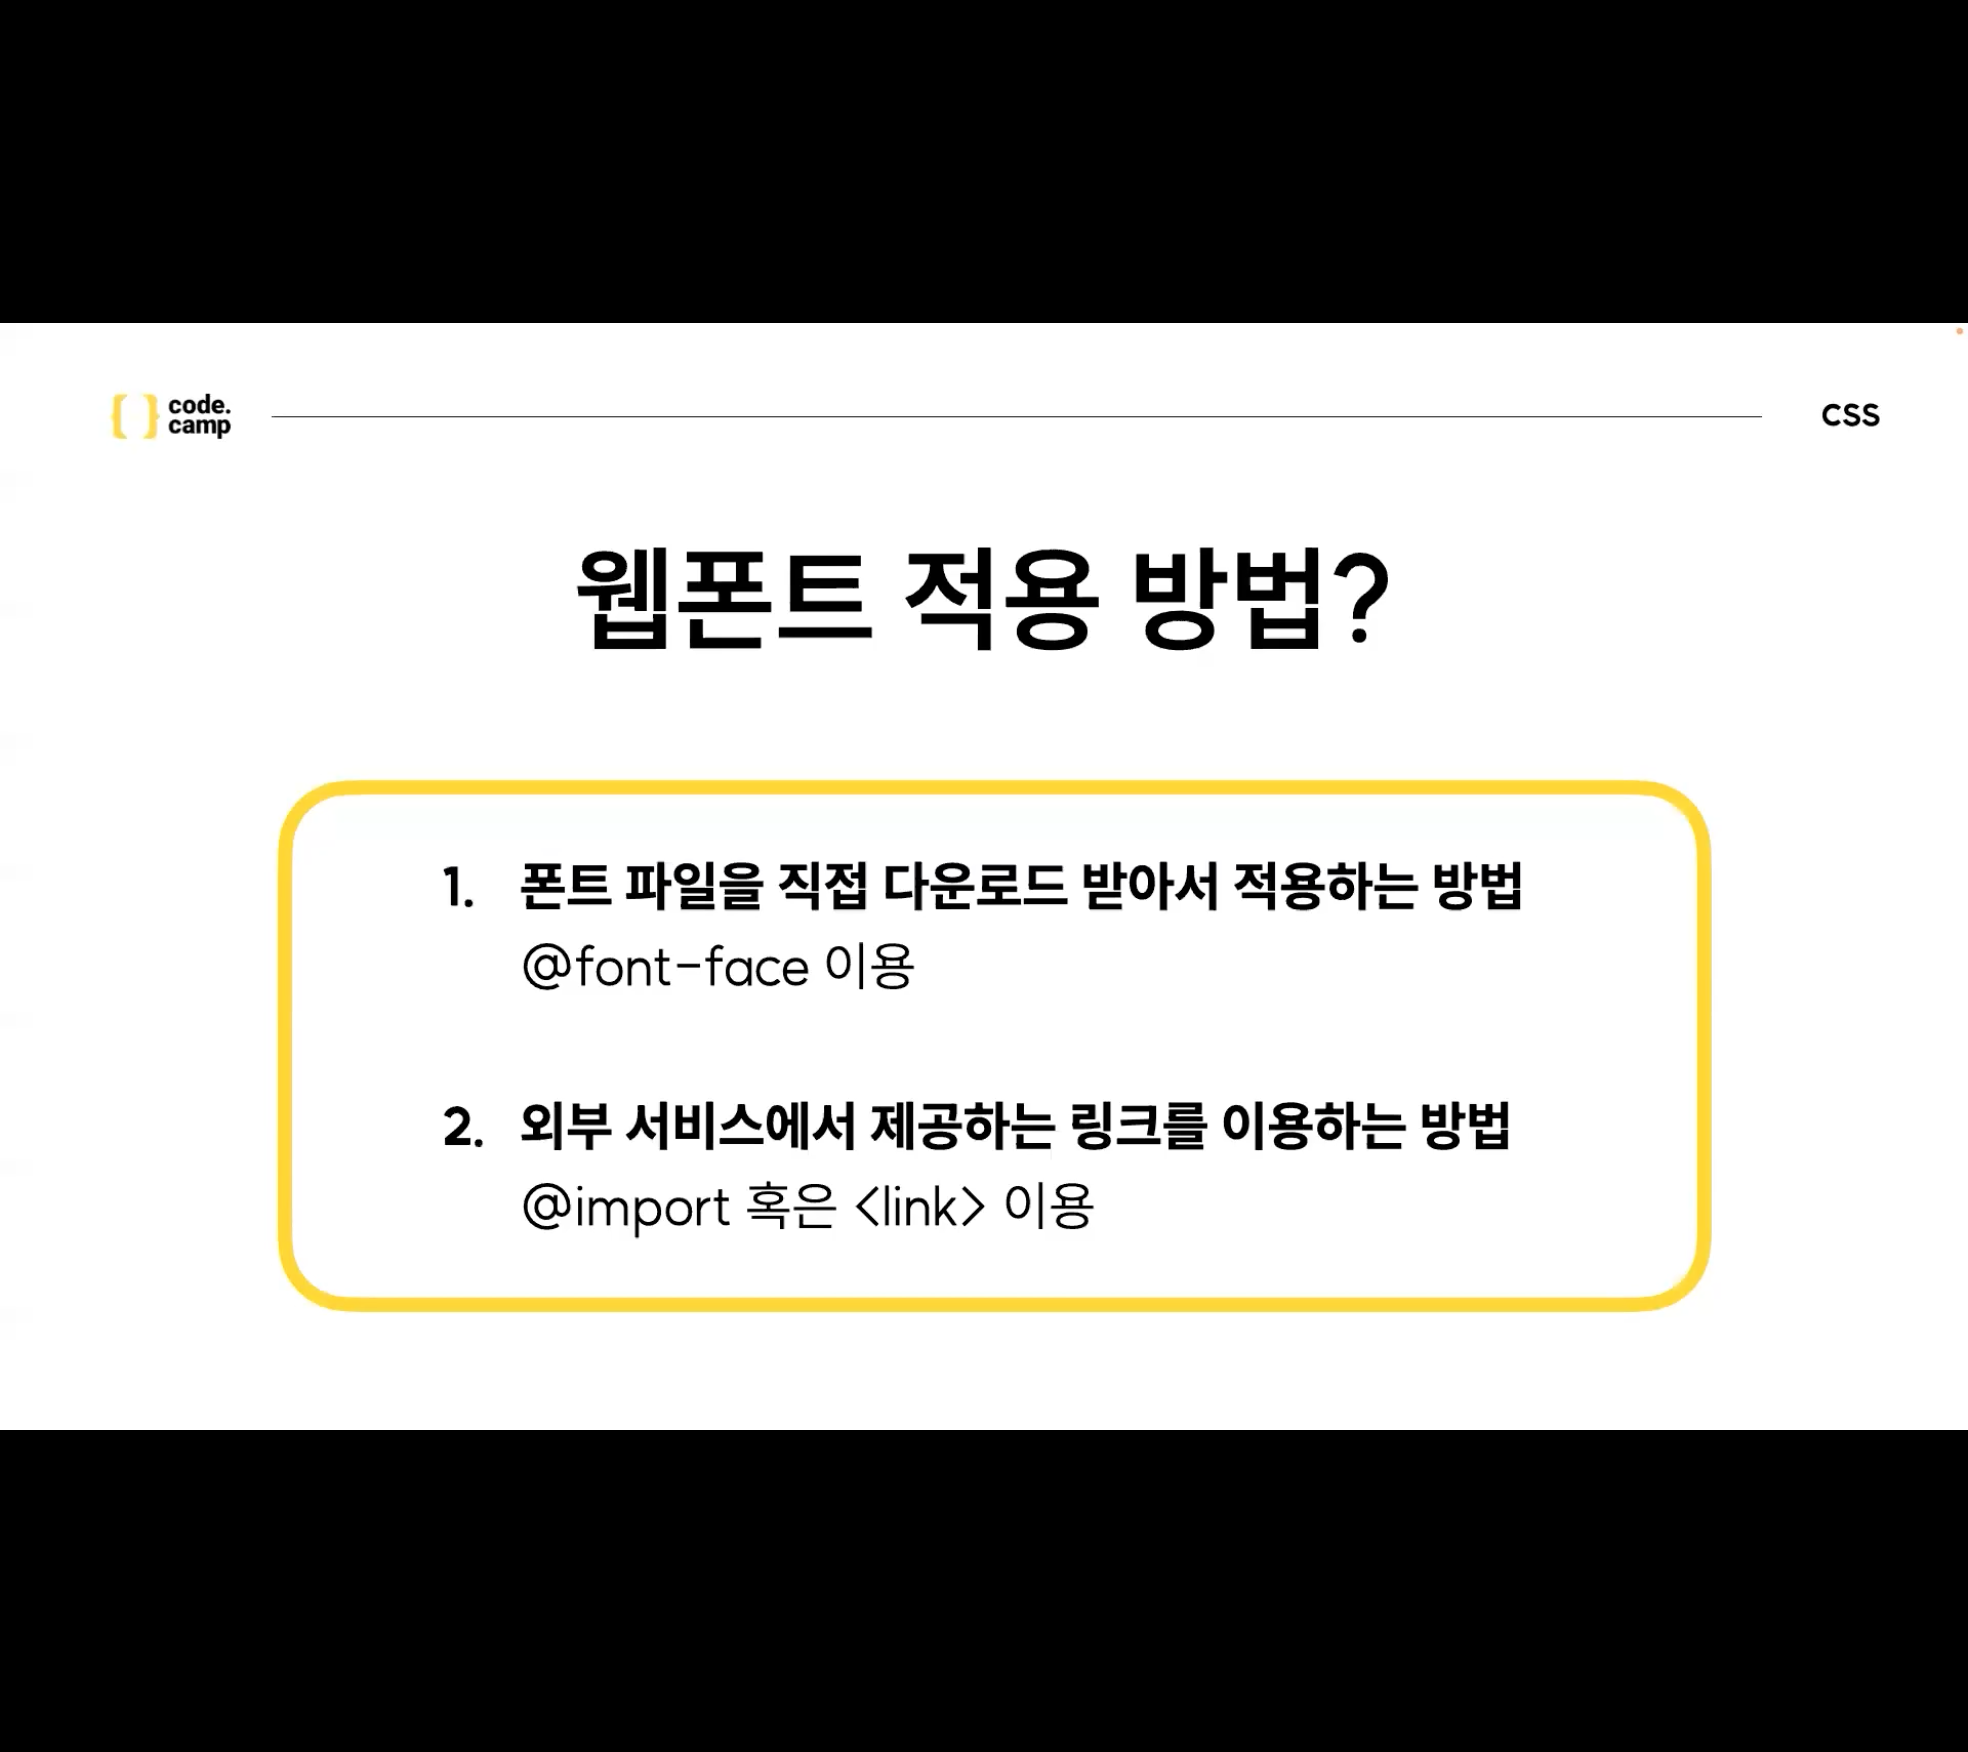 code.
camp
CSS
웹폰트 적용 방법?
1. 폰트 파일을 직접 다운로드 받아서 적용하는 방법
@font-face 이용
2. 외부 서비스에서 제공하는 링크를 이용하는 방법
@import 혹은 <link> 이용